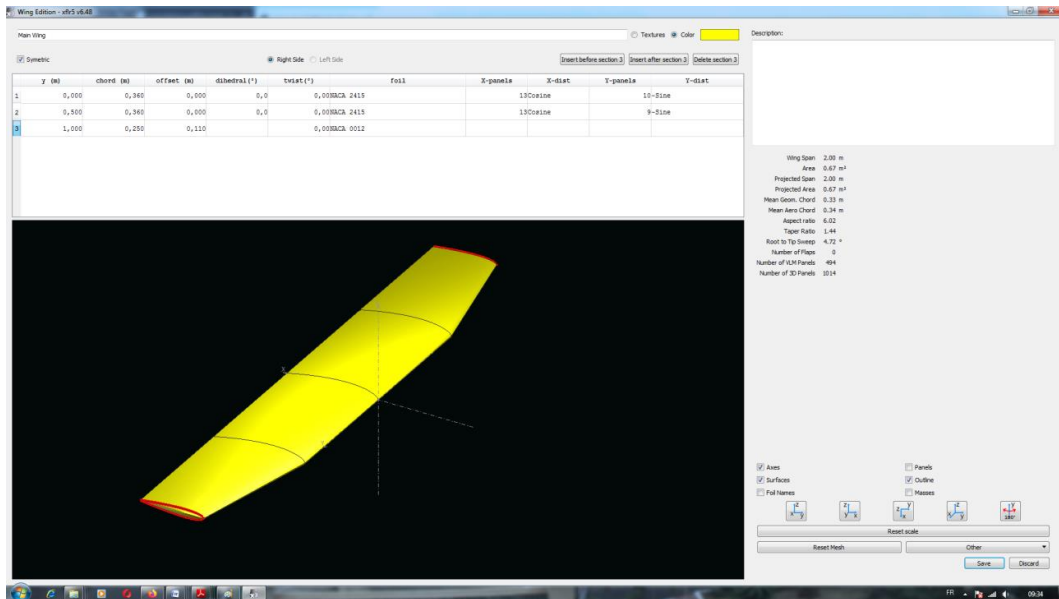 Wing Edition - xflr5 v6.48
Main Wing
Textures Color
Description:
Symetric
Right Side Left Side
Insert before section 3 Insert after section 3 Delete section 3
y (m) chord (m) offset (m) dihedral(°) twist(°) foil X-panels X-dist Y-panels Y-dist
1 0,000 0,360 0,000 0,0 0,00 NACA 2415 13 Cosine 10 -Sine
2 0,500 0,360 0,000 0,0 0,00 NACA 2415 13 Cosine 9 -Sine
3 1,000 0,250 0,110 0,00 NACA 0012
Wing Span 2.00 m
Area 0.67 m²
Projected Span 2.00 m
Projected Area 0.67 m²
Mean Geom. Chord 0.33 m
Mean Aero Chord 0.34 m
Aspect ratio 6.02
Taper Ratio 1.44
Root to Tip Sweep 4.72 °
Number of Flaps 0
Number of VLM Panels 494
Number of 3D Panels 1014
Axes Panels
Surfaces Outline
Foil Names Masses
Reset scale
Reset Mesh Other
Save Discard
FR 09:34